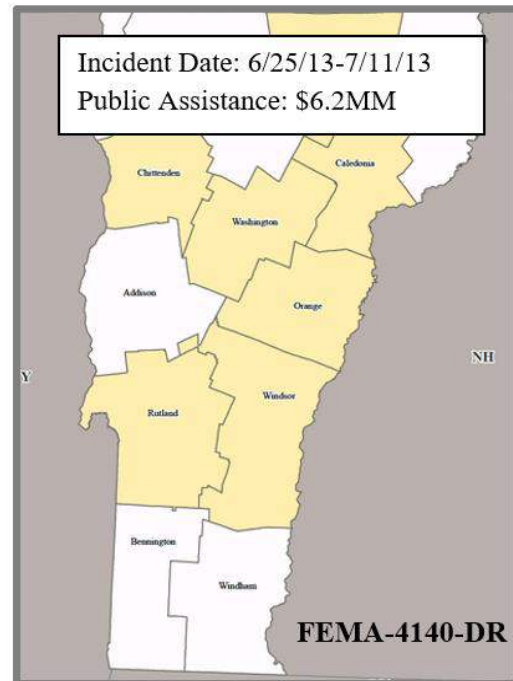 Incident Date: 6/25/13-7/11/13
Public Assistance: $6.2MM
Chittenden
Caledonia
Washington
Addison
Orange
NH
Y
Windsor
Rutland
Bennington
Windham
FEMA-4140-DR